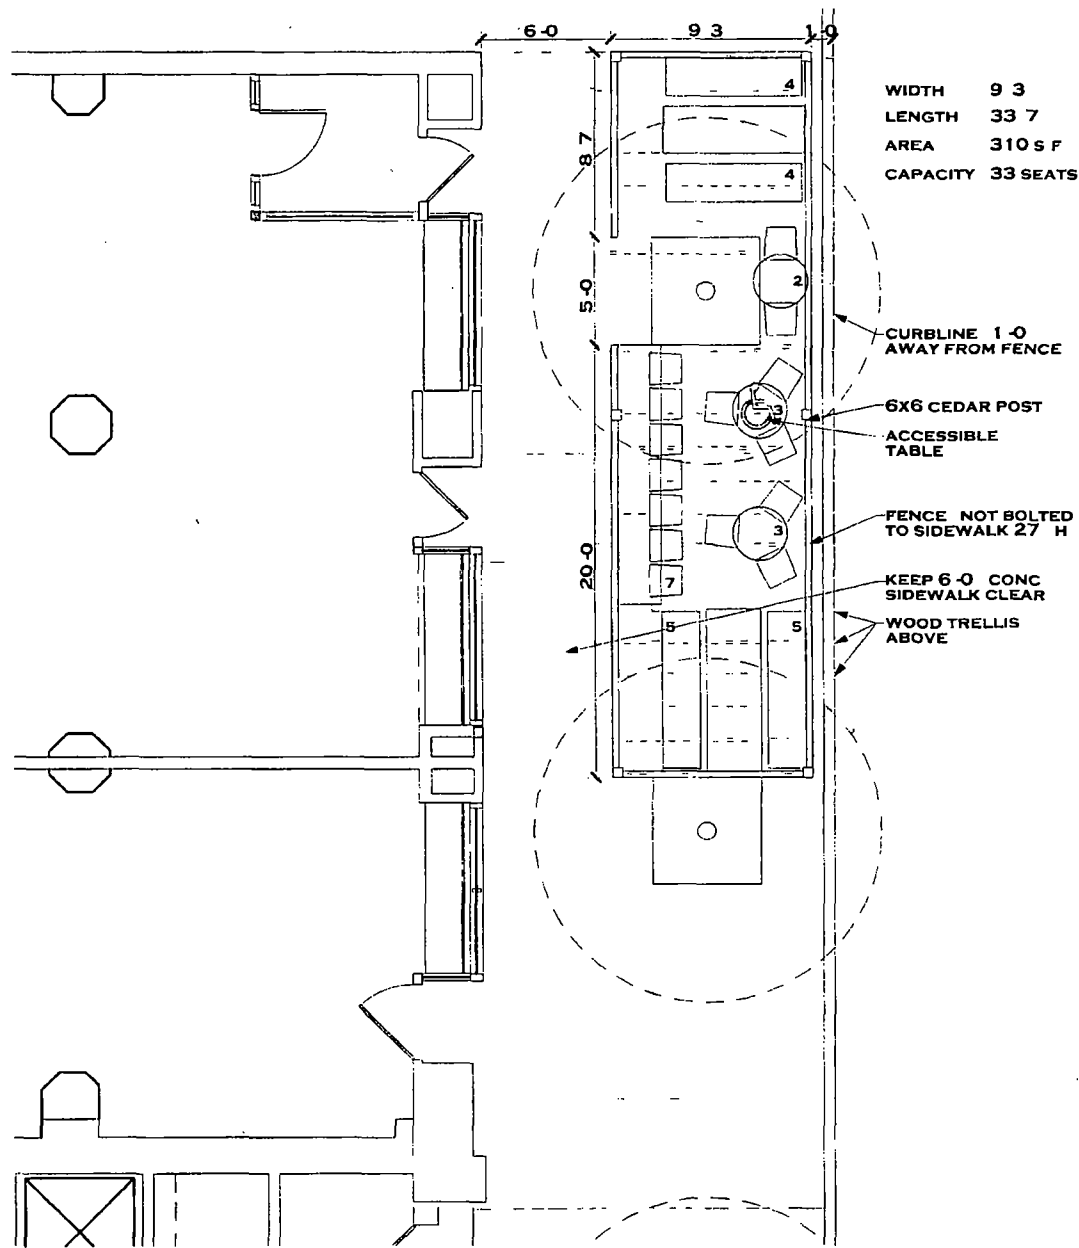 6-0
9 3
1-0
WIDTH 9 3
LENGTH 33 7
AREA 310 S F
CAPACITY 33 SEATS
4
8 7
4
5-0
2
CURBLINE 1-0
AWAY FROM FENCE
6X6 CEDAR POST
3
ACCESSIBLE
TABLE
FENCE NOT BOLTED
TO SIDEWALK 27 H
3
20-0
7
KEEP 6-0 CONC
SIDEWALK CLEAR
5
5
WOOD TRELLIS
ABOVE